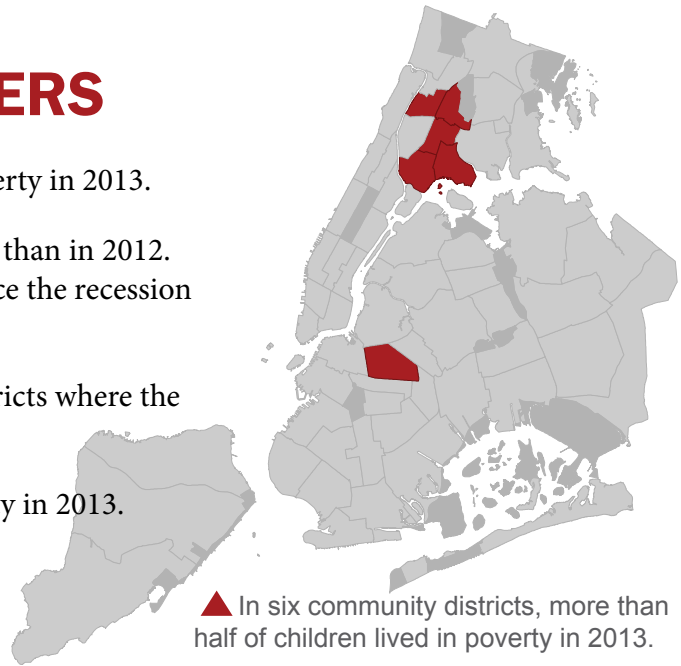 ERS
erty in 2013.
than in 2012.
ce the recession
ricts where the
y in 2013.
▲ In six community districts, more than
half of children lived in poverty in 2013.